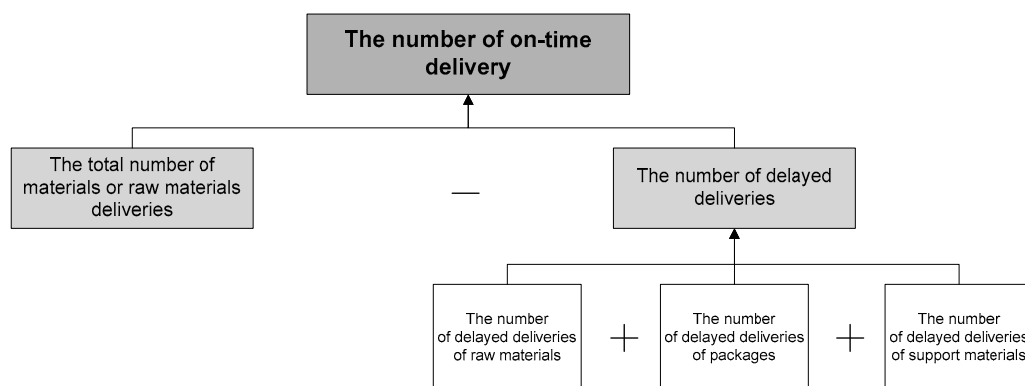 The number of on-time
delivery
The total number of
materials or raw materials
deliveries
—
The number of delayed
deliveries
The number
of delayed deliveries
of raw materials
+
The number
of delayed deliveries
of packages
+
The number
of delayed deliveries
of support materials